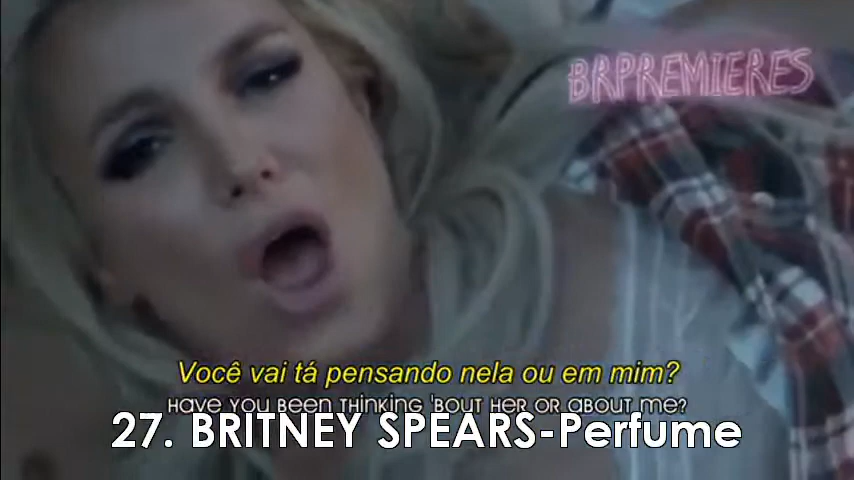 BRPREMIERES
Você vai tá pensando nela ou em mim?
Have you been thinking 'bout her or about me?
27. BRITNEY SPEARS-Perfume